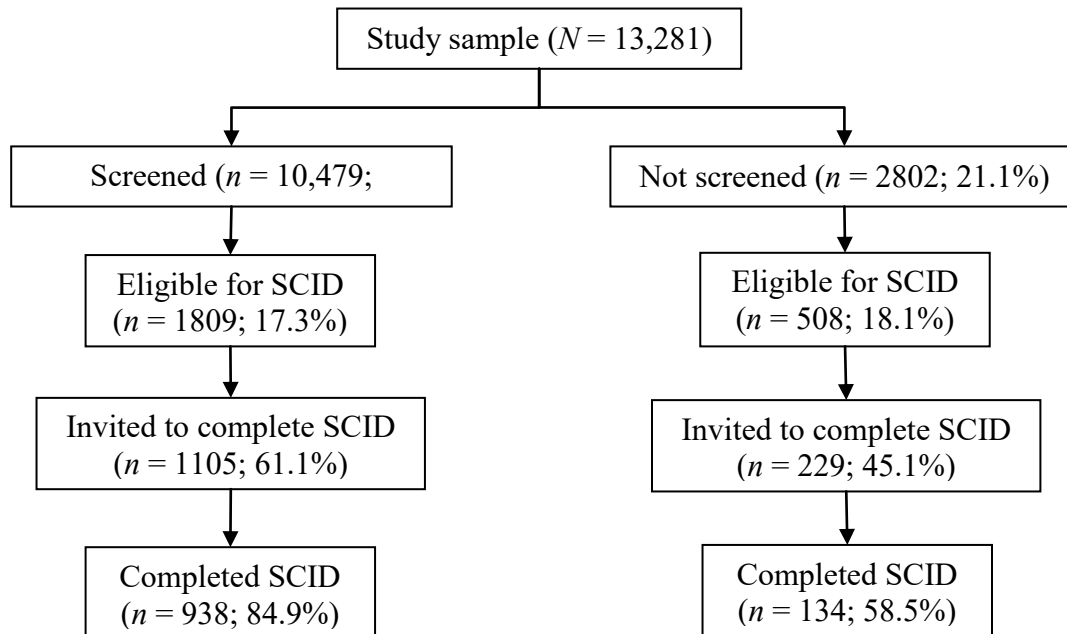 Study sample (N = 13,281)
Screened (n = 10,479;
Not screened (n = 2802; 21.1%)
Eligible for SCID
(n = 1809; 17.3%)
Eligible for SCID
(n = 508; 18.1%)
Invited to complete SCID
(n = 1105; 61.1%)
Invited to complete SCID
(n = 229; 45.1%)
Completed SCID
(n = 938; 84.9%)
Completed SCID
(n = 134; 58.5%)